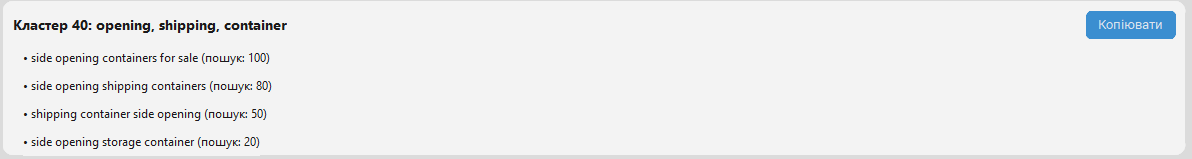 Кластер 40: opening, shipping, container
Копіювати
• side opening containers for sale (пошук: 100)
• side opening shipping containers (пошук: 80)
• shipping container side opening (пошук: 50)
• side opening storage container (пошук: 20)